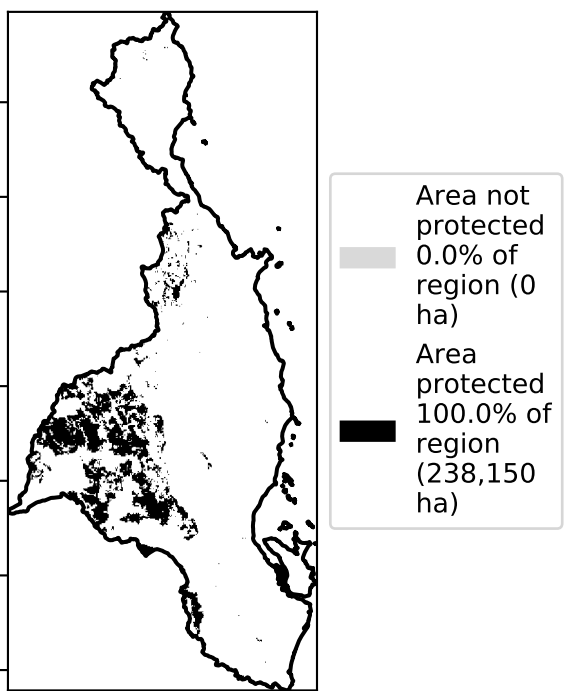 Area not
protected
0.0% of
region (0
ha)
Area
protected
100.0% of
region
(238,150
ha)